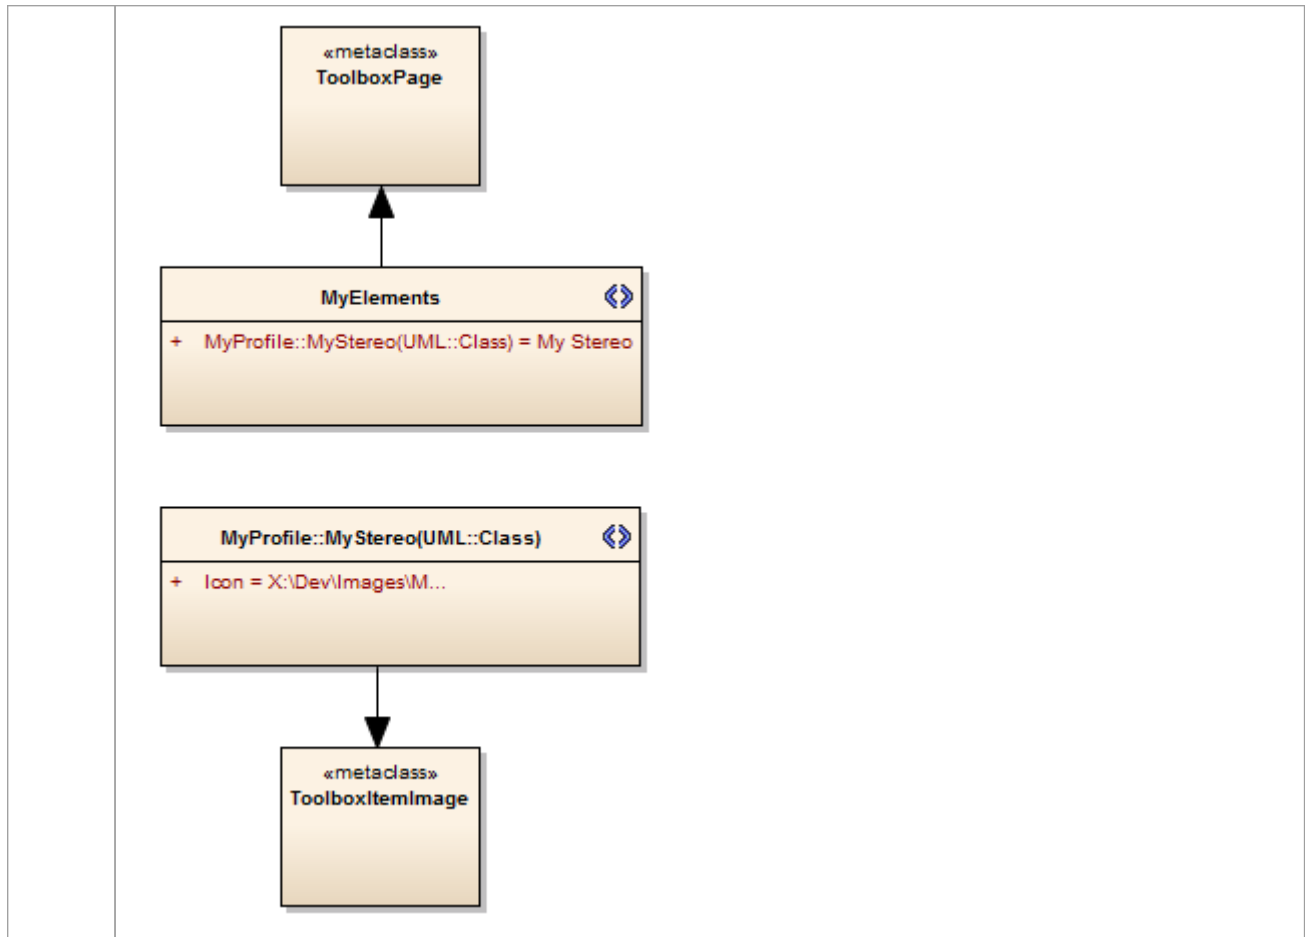 «metaclass»
ToolboxPage
MyElements
+ MyProfile::MyStereo(UML::Class) = My Stereo
MyProfile::MyStereo(UML::Class)
+ Icon = X:\Dev\Images\M...
«metaclass»
ToolboxItemImage